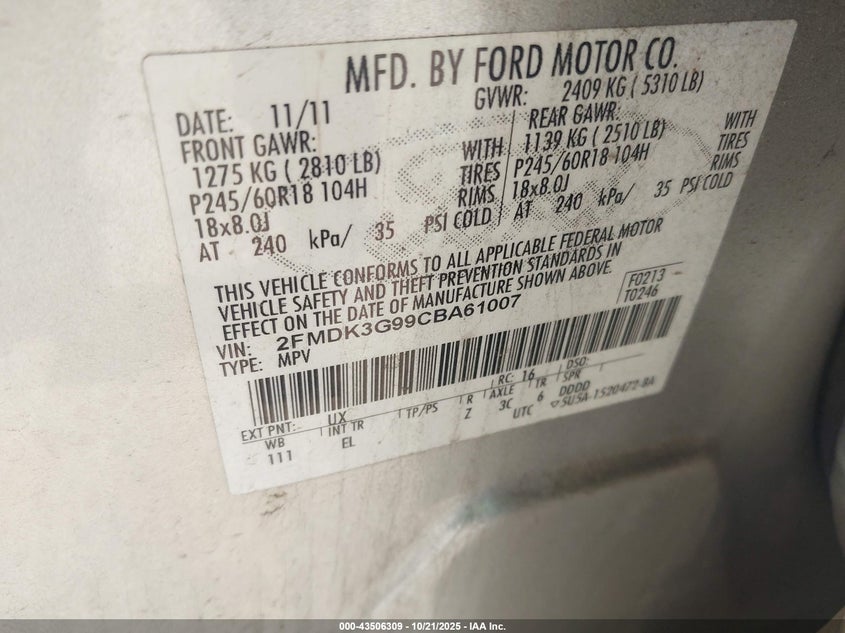 MFD. BY FORD MOTOR CO.
DATE: 11/11
GVWR: 2409 KG ( 5310 LB)
FRONT GAWR:
1275 KG ( 2810 LB) WITH
P245/60R18 104H TIRES
18x8.0J RIMS
AT 240 kPa/ 35 PSI COLD
REAR GAWR: WITH
1139 KG ( 2510 LB) TIRES
P245/60R18 104H RIMS
18x8.0J
AT 240 kPa/ 35 PSI COLD
THIS VEHICLE CONFORMS TO ALL APPLICABLE FEDERAL MOTOR
VEHICLE SAFETY AND THEFT PREVENTION STANDARDS IN
EFFECT ON THE DATE OF MANUFACTURE SHOWN ABOVE.
F0213
T0246
VIN: 2FMDK3G99CBA61007
TYPE: MPV
EXT PNT: UX RC: 16 DSO:
WB INT TR TP/PS R AXLE TR SPR
111 EL Z 3C 6 DDDD
UTC ▽5U5A-1520472-BA
000-43506309 - 10/21/2025 - IAA Inc.